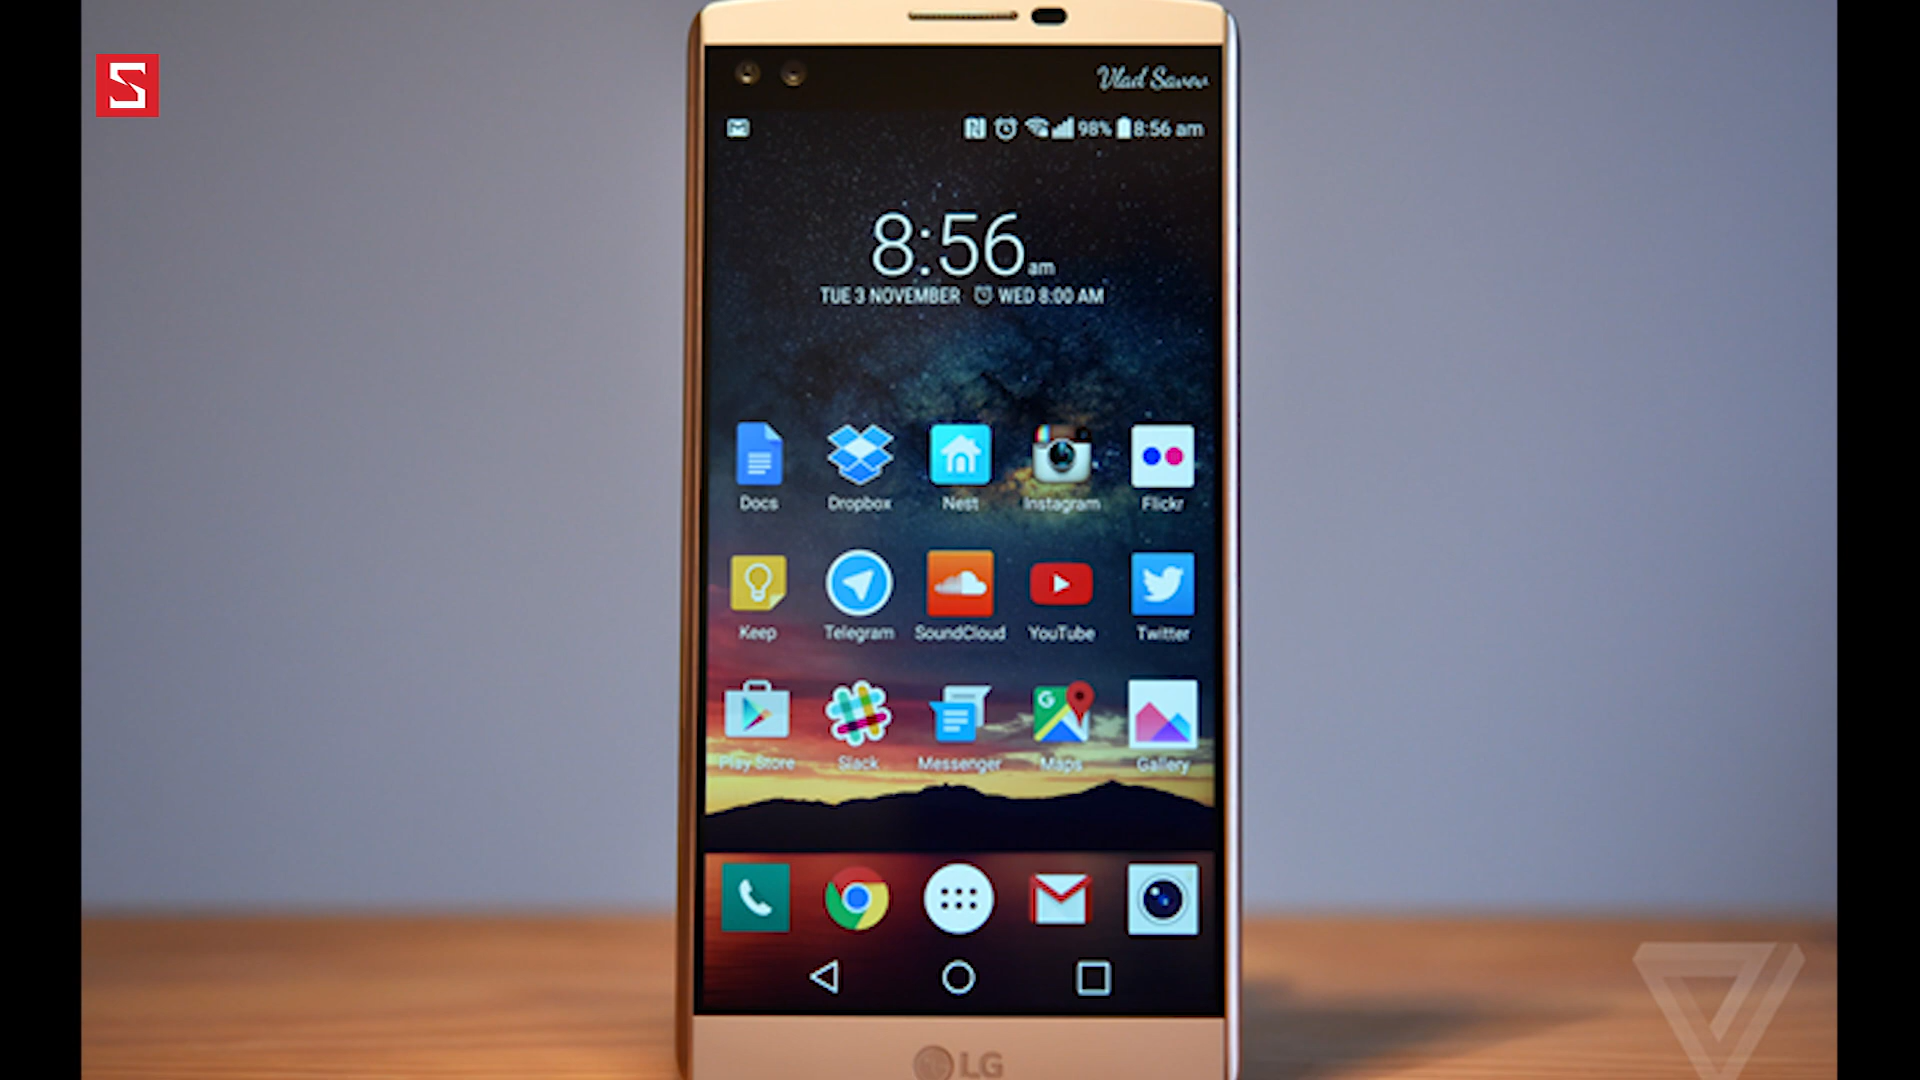 S
Vlad Savov
98% 8:56 am
8:56 am
TUE 3 NOVEMBER WED 8:00 AM
Docs Dropbox Nest Instagram Flickr
Keep Telegram SoundCloud YouTube Twitter
Play Store Slack Messenger Maps Gallery
LG